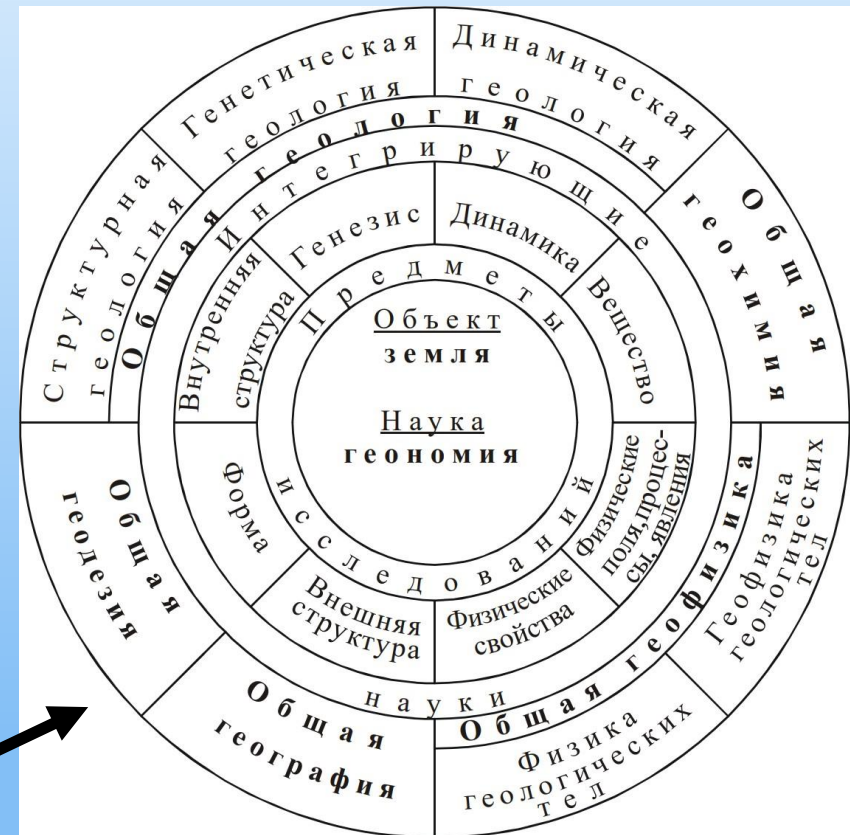 Генетическая
геология
Динамическая
геология
Общая
геохимия
Геофизика
геологических
тел
Физика
геологических
тел
Общая
география
Общая
геодезия
Структурная
геология
Общая геология
Общая геофизика
Интегрирующие
науки
Генезис
Динамика
Вещество
Физические
поля, процес-
сы, явления
Физические
свойства
Внешняя
структура
Форма
Внутренняя
структура
Предметы
исследований
Объект
земля
Наука
геономия